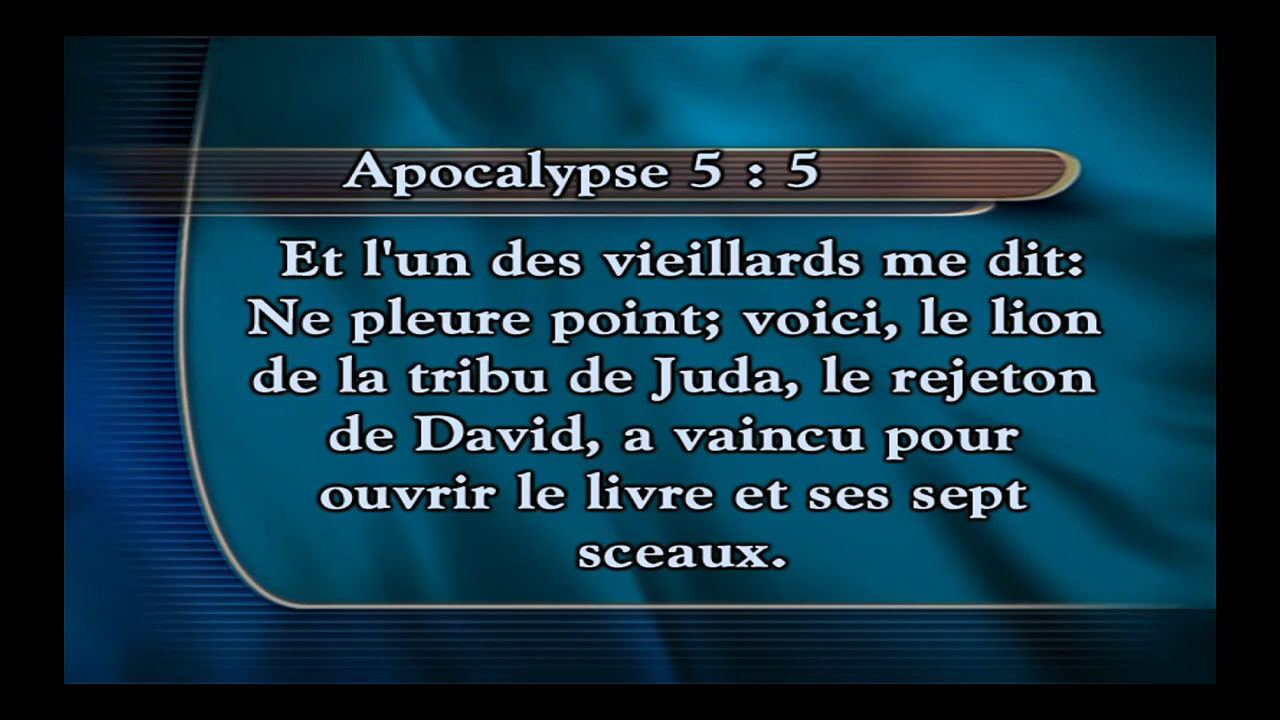 Apocalypse 5 : 5
Et l'un des vieillards me dit:
Ne pleure point; voici, le lion
de la tribu de Juda, le rejeton
de David, a vaincu pour
ouvrir le livre et ses sept
sceaux.